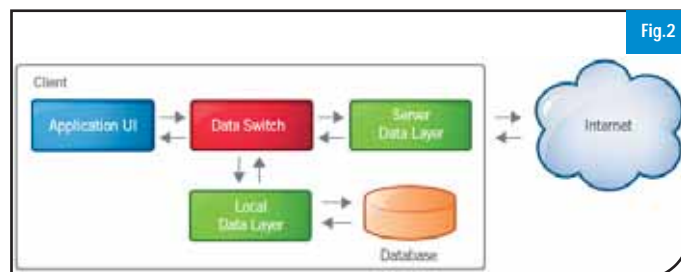 Fig.2
Client
Application UI
Data Switch
Server
Data Layer
Internet
Local
Data Layer
Database